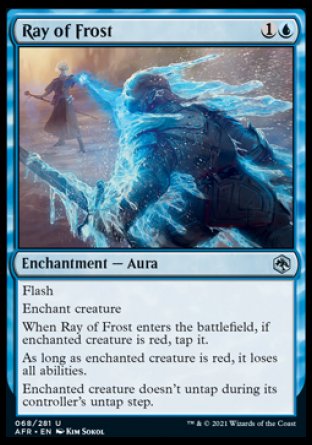 Ray of Frost 1
Enchantment — Aura
Flash
Enchant creature
When Ray of Frost enters the battlefield, if
enchanted creature is red, tap it.
As long as enchanted creature is red, it loses
all abilities.
Enchanted creature doesn't untap during its
controller's untap step.
068/281 U
AFR • EN Kim Sokol
™ & © 2021 Wizards of the Coast